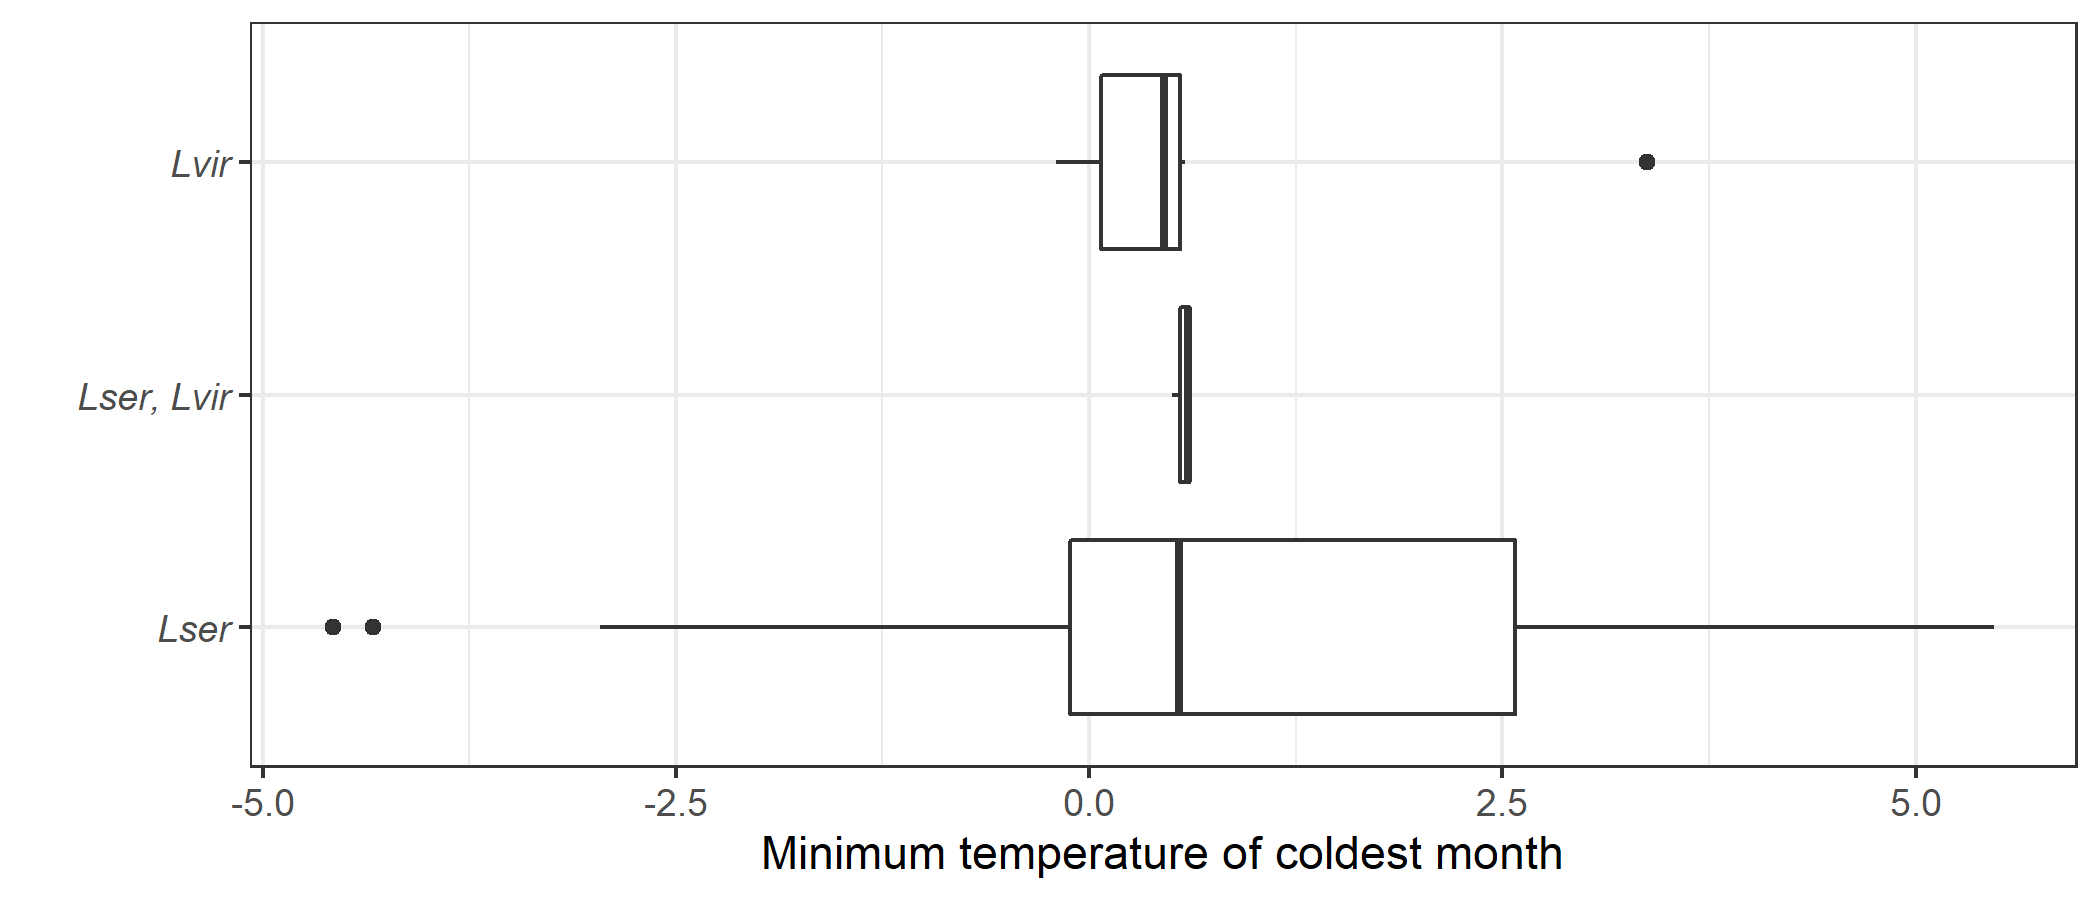 Lvir
Lser, Lvir
Lser
-5.0 -2.5 0.0 2.5 5.0
Minimum temperature of coldest month